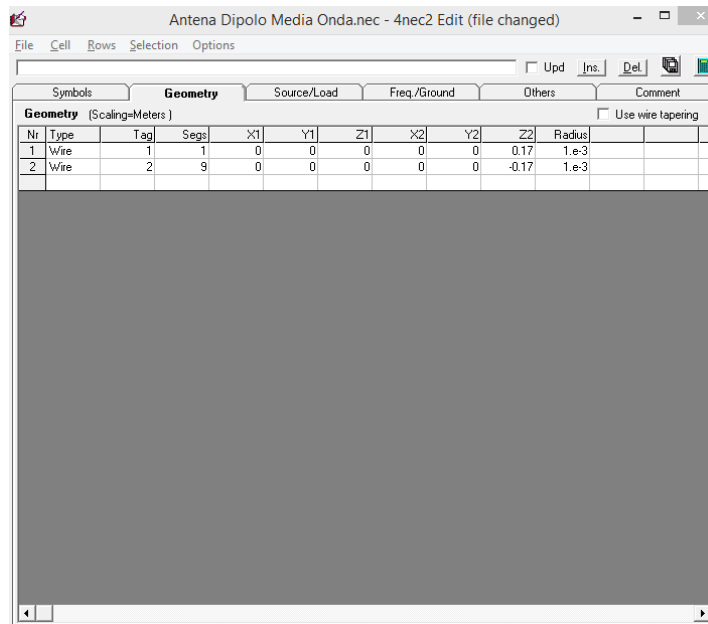 Antena Dipolo Media Onda.nec - 4nec2 Edit (file changed)
File Cell Rows Selection Options
Upd Ins. Del.
Symbols Geometry Source/Load Freq./Ground Others Comment
Geometry (Scaling=Meters ) Use wire tapering
Nr Type Tag Segs X1 Y1 Z1 X2 Y2 Z2 Radius
1 Wire 1 1 0 0 0 0 0 0.17 1.e-3
2 Wire 2 9 0 0 0 0 0 -0.17 1.e-3